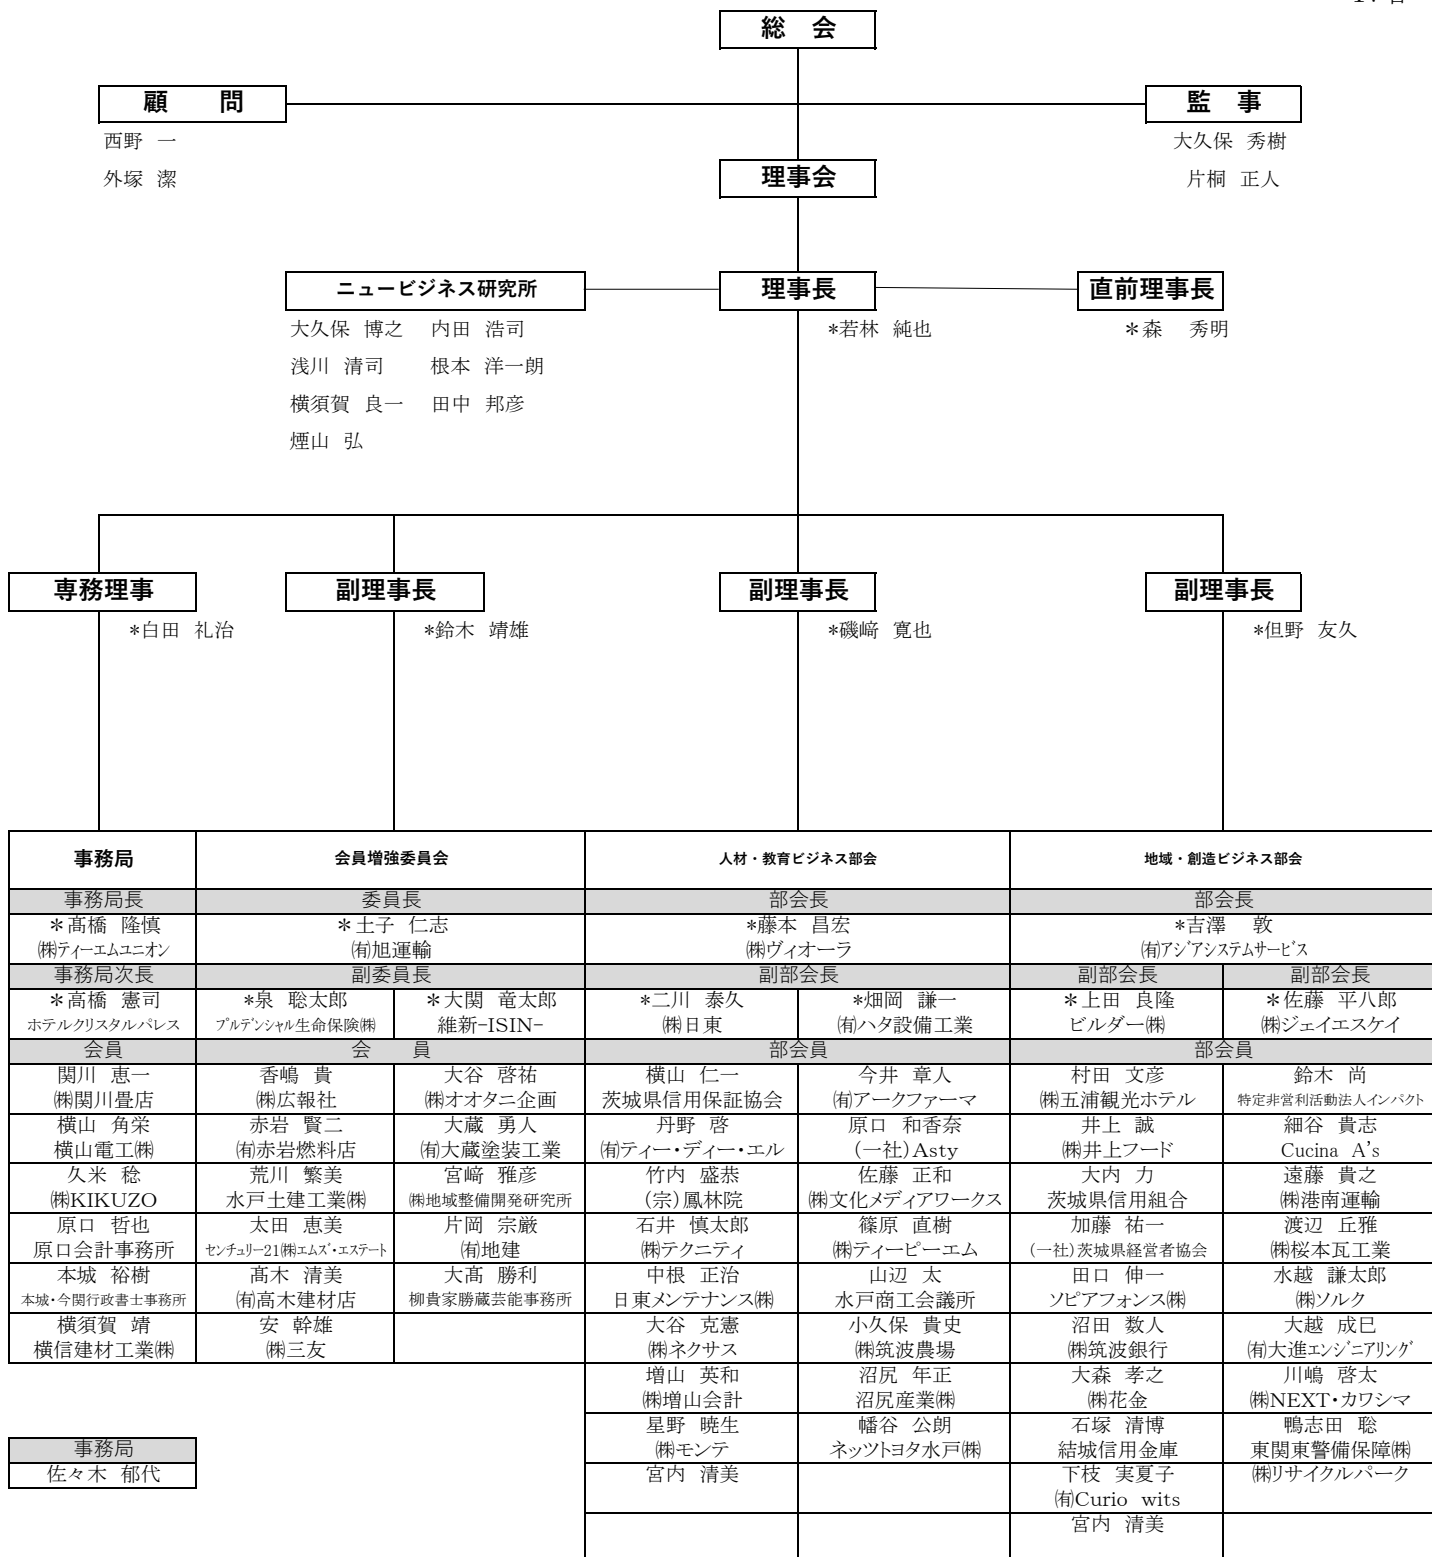 総　会
顧　　問
監　事
西野　一
大久保　秀樹
外塚　潔
理事会
片桐　正人
ニュービジネス研究所
理事長
直前理事長
大久保　博之　内田　浩司
*若林　純也
＊森　秀明
浅川　清司　根本　洋一朗
横須賀　良一　田中　邦彦
煙山　弘
専務理事
副理事長
副理事長
副理事長
*白田　礼治
*鈴木　靖雄
*磯﨑　寛也
*但野　友久
事務局
会員増強委員会
人材・教育ビジネス部会
地域・創造ビジネス部会
事務局長
委員長
部会長
部会長
＊髙橋　隆慎
＊土子　仁志
*藤本　昌宏
*吉澤　敦
㈱ティーエムユニオン
㈲旭運輸
㈱ヴィオーラ
㈲アジアシステムサービス
事務局次長
副委員長
副部会長
副部会長
副部会長
＊高橋　憲司
*泉　聡太郎
＊大関　竜太郎
*二川　泰久
*畑岡　謙一
＊上田　良隆
＊佐藤　平八郎
ホテルクリスタルパレス
プルデンシャル生命保険㈱
維新-ISIN-
㈱日東
㈲ハタ設備工業
ビルダー㈱
㈱ジェイエスケイ
会員
会　　員
部会員
部会員
関川　恵一
香嶋　貴
大谷　啓祐
横山　仁一
今井　章人
村田　文彦
鈴木　尚
㈱関川畳店
㈱広報社
㈱オオタニ企画
茨城県信用保証協会
㈲アークファーマ
㈱五浦観光ホテル
特定非営利活動法人インパクト
横山　角栄
赤岩　賢二
大蔵　勇人
丹野　啓
原口　和香奈
井上　誠
細谷　貴志
横山電工㈱
㈲赤岩燃料店
㈲大蔵塗装工業
㈲ティー・ディー・エル
(一社)Asty
㈱井上フード
Cucina　A's
久米　稔
荒川　繁美
宮﨑　雅彦
竹内　盛恭
佐藤　正和
大内　力
遠藤　貴之
㈱KIKUZO
水戸土建工業㈱
㈱地域整備開発研究所
(宗)鳳林院
㈱文化メディアワークス
茨城県信用組合
㈱港南運輸
原口　哲也
太田　恵美
片岡　宗厳
石井　慎太郎
篠原　直樹
加藤　祐一
渡辺　丘雅
原口会計事務所
センチュリー21㈱エムズ・エステート
㈲地建
㈱テクニティ
㈱ティーピーエム
(一社)茨城県経営者協会
㈱桜本瓦工業
本城　裕樹
髙木　清美
大髙　勝利
中根　正治
山辺　太
田口　伸一
水越　謙太郎
本城・今関行政書士事務所
㈲高木建材店
柳貴家勝蔵芸能事務所
日東メンテナンス㈱
水戸商工会議所
ソピアフォンス㈱
㈱ソルク
横須賀　靖
安　幹雄
大谷　克憲
小久保　貴史
沼田　数人
大越　成巳
横信建材工業㈱
㈱三友
㈱ネクサス
㈱筑波農場
㈱筑波銀行
㈲大進エンジニアリング
増山　英和
沼尻　年正
大森　孝之
川嶋　啓太
㈱増山会計
沼尻産業㈱
㈱花金
㈱NEXT・カワシマ
星野　暁生
幡谷　公朗
石塚　清博
鴨志田　聡
事務局
㈱モンテ
ネッツトヨタ水戸㈱
結城信用金庫
東関東警備保障㈱
佐々木　郁代
宮内　清美
下枝　実夏子
㈱リサイクルパーク
㈲Curio　wits
宮内　清美